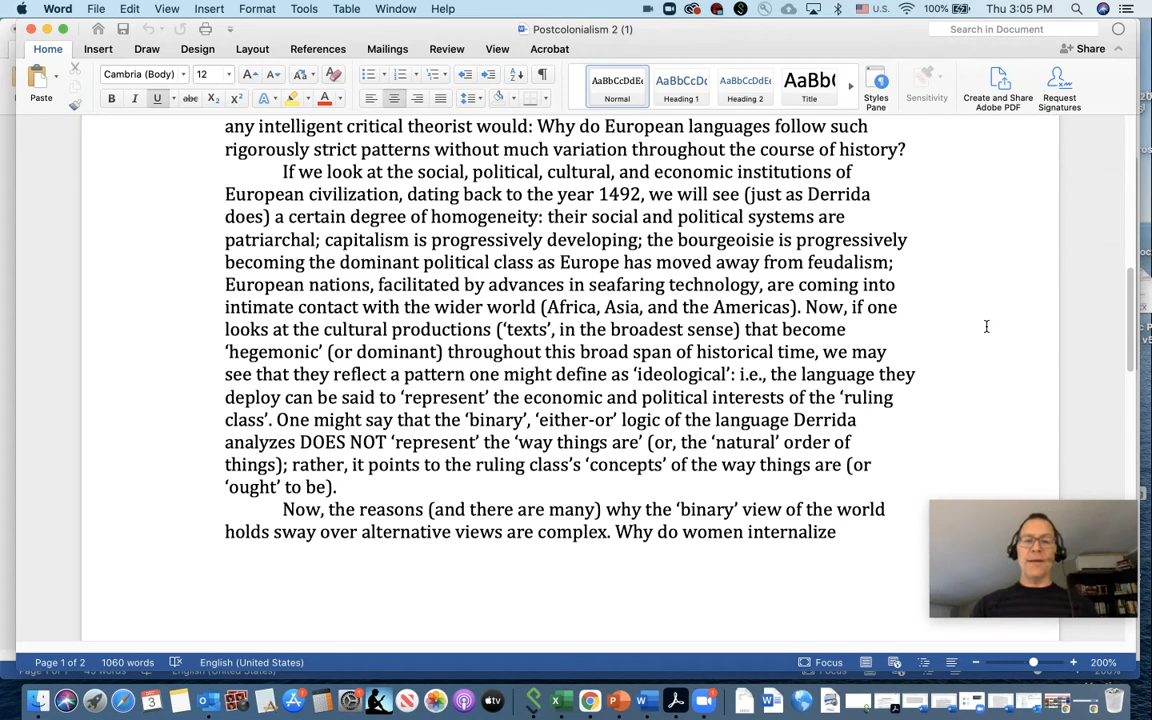 Word File Edit View Insert Format Tools Table Window Help U.S. 100% Thu 3:05 PM
Postcolonialism 2 (1) Search in Document
Home Insert Draw Design Layout References Mailings Review View Acrobat Share
Paste Cambria (Body) 12 AaBbCcDdEe AaBbCcDc AaBbCcDdEe AaBb(
Normal Heading 1 Heading 2 Title Styles Pane Sensitivity Create and Share Adobe PDF Request Signatures
any intelligent critical theorist would: Why do European languages follow such
rigorously strict patterns without much variation throughout the course of history?
If we look at the social, political, cultural, and economic institutions of
European civilization, dating back to the year 1492, we will see (just as Derrida
does) a certain degree of homogeneity: their social and political systems are
patriarchal; capitalism is progressively developing; the bourgeoisie is progressively
becoming the dominant political class as Europe has moved away from feudalism;
European nations, facilitated by advances in seafaring technology, are coming into
intimate contact with the wider world (Africa, Asia, and the Americas). Now, if one
looks at the cultural productions (‘texts’, in the broadest sense) that become
‘hegemonic’ (or dominant) throughout this broad span of historical time, we may
see that they reflect a pattern one might define as ‘ideological’: i.e., the language they
deploy can be said to ‘represent’ the economic and political interests of the ‘ruling
class’. One might say that the ‘binary’, ‘either-or’ logic of the language Derrida
analyzes DOES NOT ‘represent’ the ‘way things are’ (or, the ‘natural’ order of
things); rather, it points to the ruling class’s ‘concepts’ of the way things are (or
‘ought’ to be).
Now, the reasons (and there are many) why the ‘binary’ view of the world
holds sway over alternative views are complex. Why do women internalize
Page 1 of 2 1060 words English (United States) Focus 200%